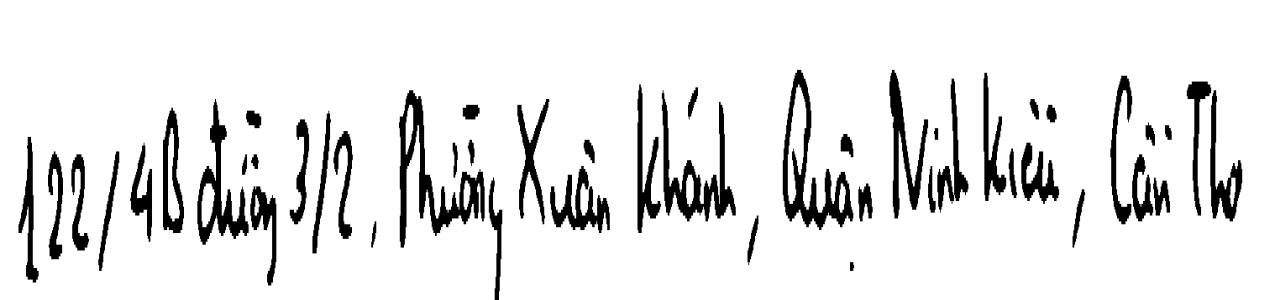 122/4B đường 3/2, Phường Xuân Khánh, Quận Ninh Kiều, Cần Thơ